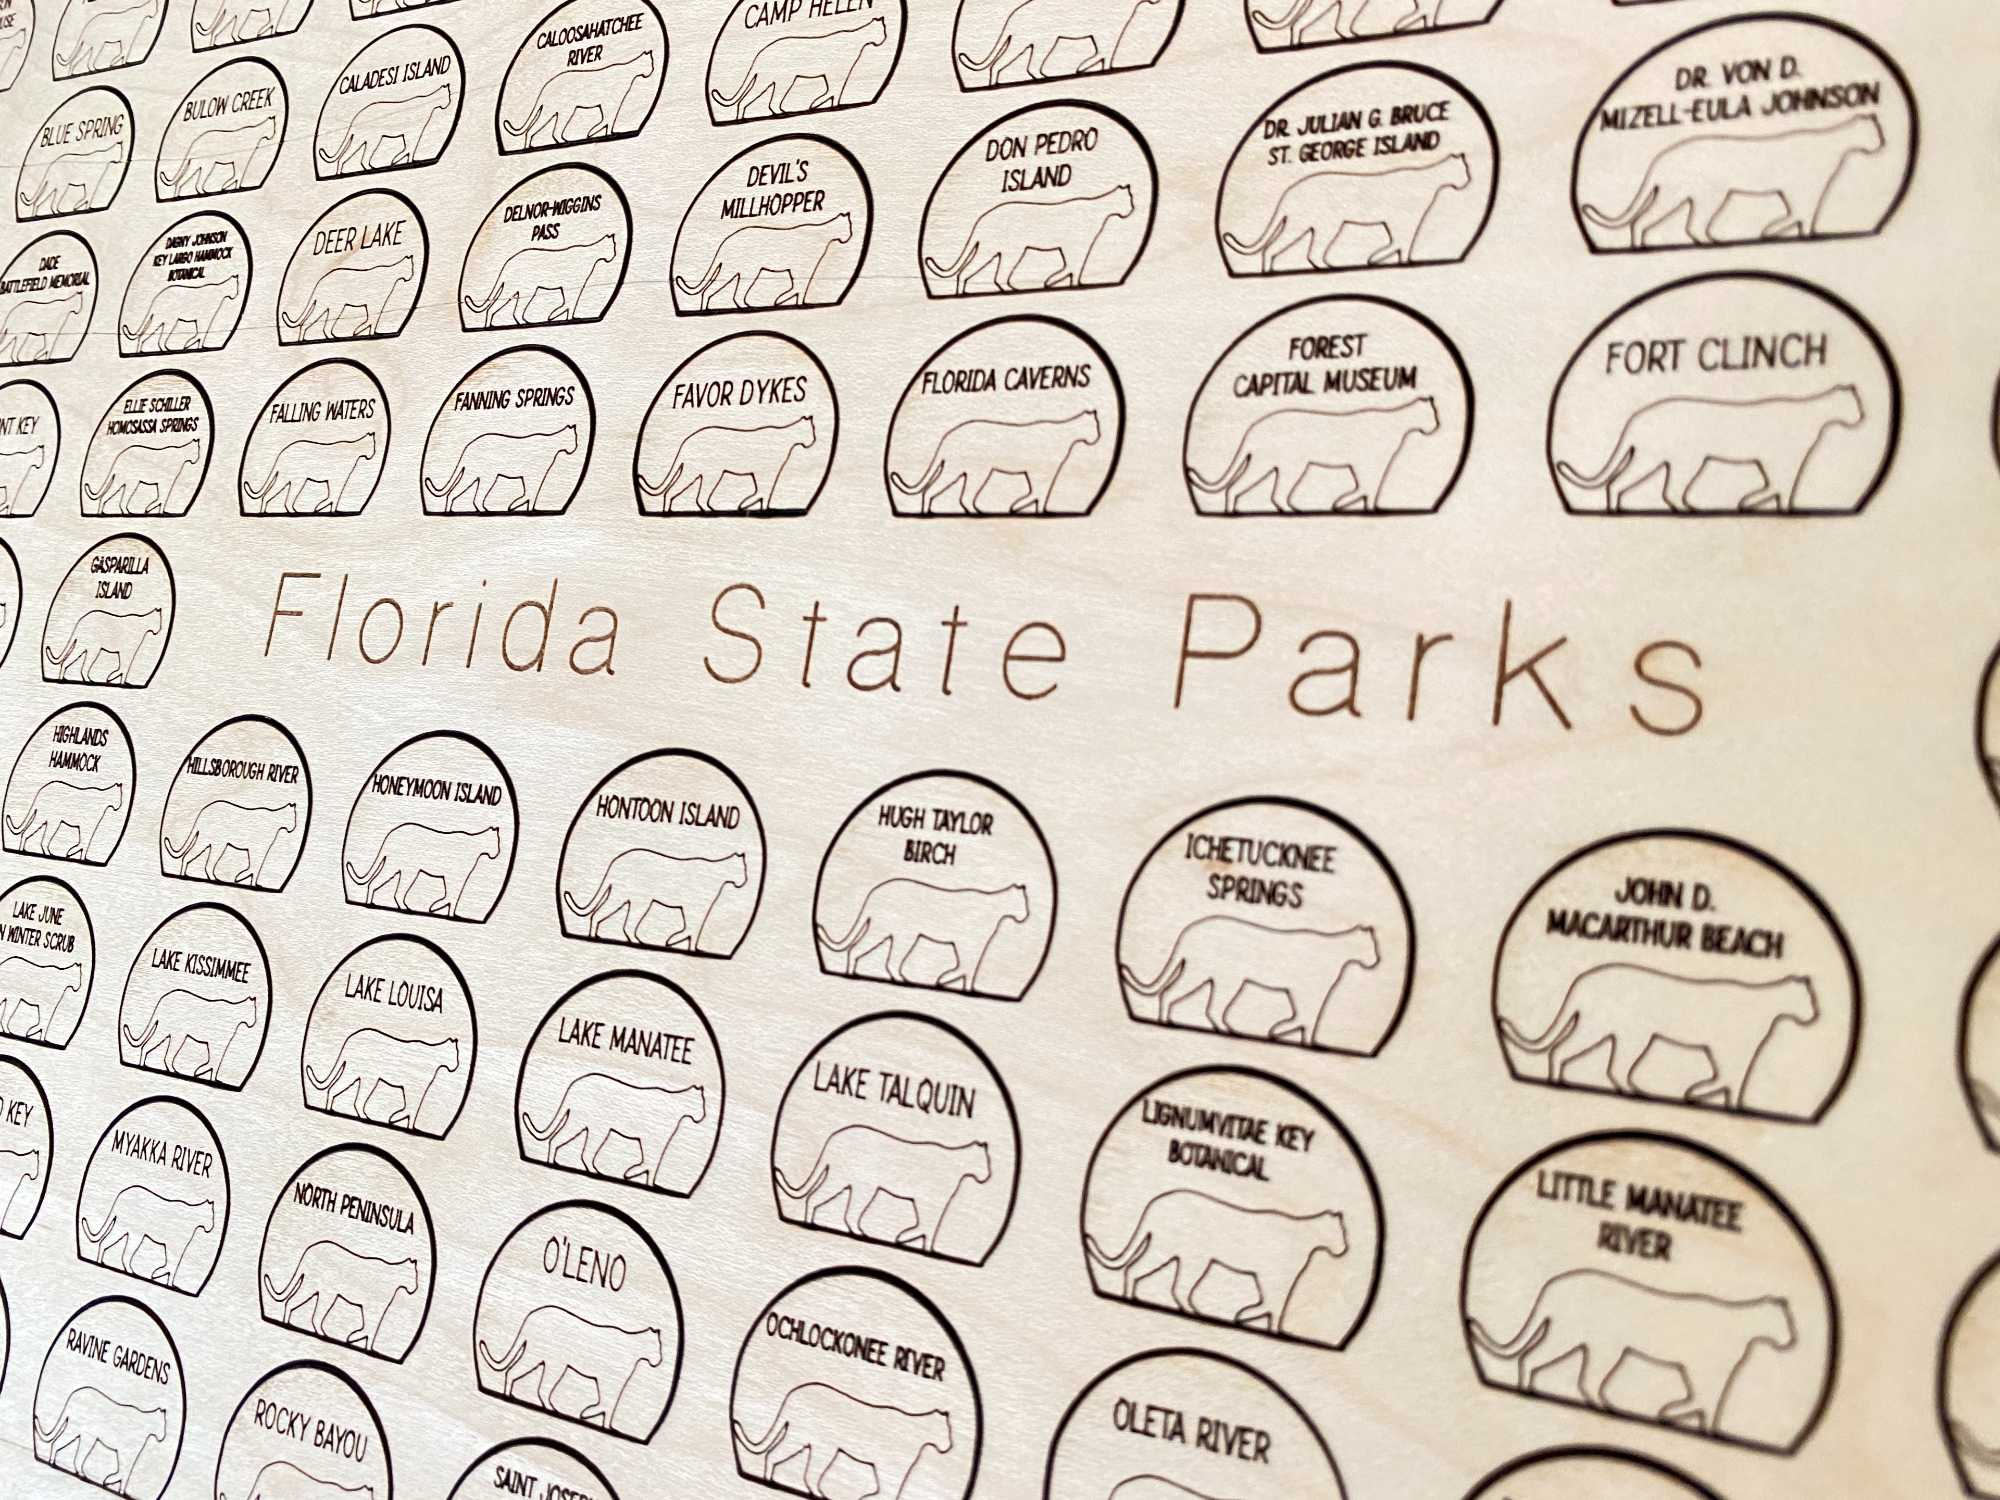 CAMP HELEN
CALOOSAHATCHEE
RIVER
CALADESI ISLAND
BULOW CREEK
BLUE SPRING
DR. VON D.
MIZELL-EULA JOHNSON
DR. JULIAN G. BRUCE
ST. GEORGE ISLAND
DON PEDRO
ISLAND
DEVIL'S
MILLHOPPER
DELNOR-WIGGINS
PASS
DEER LAKE
DAGNY JOHNSON
KEY LARGO HAMMOCK
BOTANICAL
DADE
BATTLEFIELD MEMORIAL
KEY
ELLIE SCHILLER
HOMOSASSA SPRINGS
FALLING WATERS
FANNING SPRINGS
FAVOR DYKES
FLORIDA CAVERNS
FOREST
CAPITAL MUSEUM
FORT CLINCH
GASPARILLA
ISLAND
Florida State Parks
HIGHLANDS
HAMMOCK
HILLSBOROUGH RIVER
HONEYMOON ISLAND
HONTOON ISLAND
HUGH TAYLOR
BIRCH
ICHETUCKNEE
SPRINGS
JOHN D.
MACARTHUR BEACH
LAKE JUNE
WINTER SCRUB
LAKE KISSIMMEE
LAKE LOUISA
LAKE MANATEE
LAKE TALQUIN
LIGNUMVITAE KEY
BOTANICAL
LITTLE MANATEE
RIVER
KEY
MYAKKA RIVER
NORTH PENINSULA
O'LENO
OCHLOCKONEE RIVER
OLETA RIVER
RAVINE GARDENS
ROCKY BAYOU
SAINT